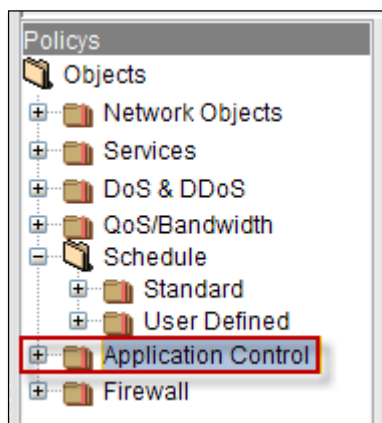 Policys
Objects
Network Objects
Services
DoS & DDoS
QoS/Bandwidth
Schedule
Standard
User Defined
Application Control
Firewall